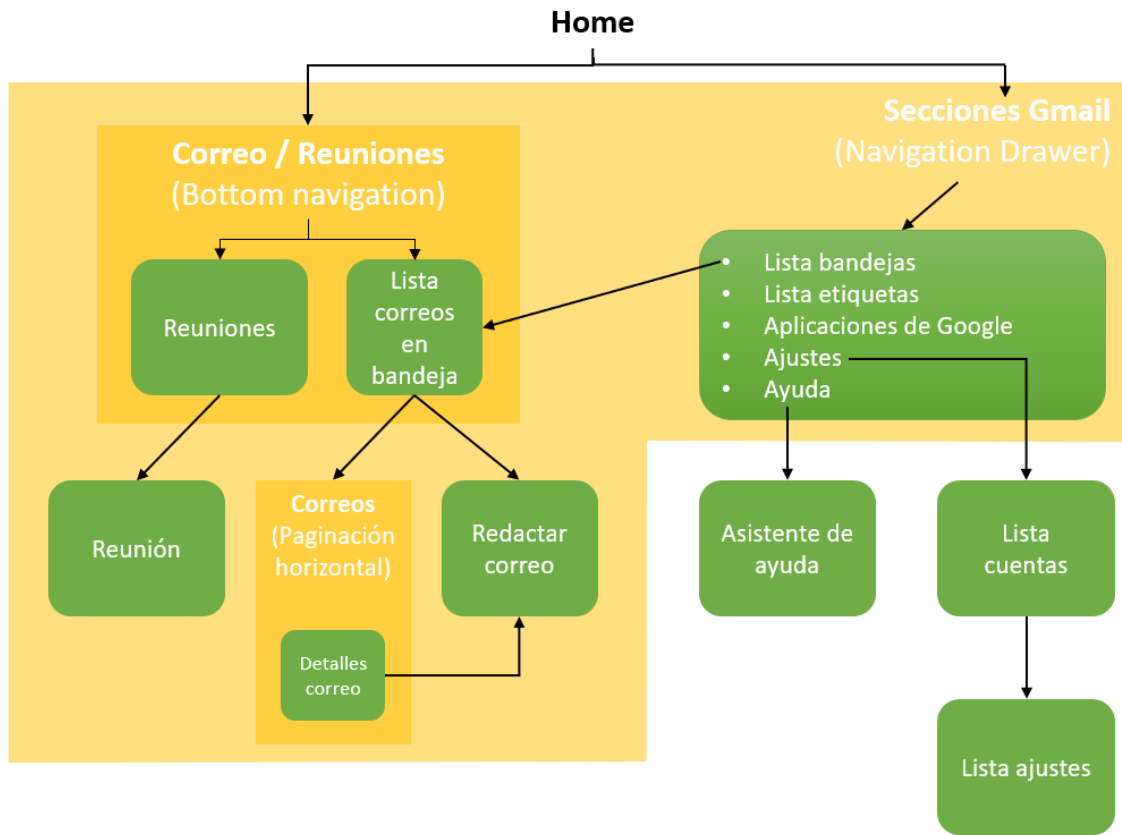 Home
Secciones Gmail
(Navigation Drawer)
Correo / Reuniones
(Bottom navigation)
Reuniones
Lista
correos
en
bandeja
• Lista bandejas
• Lista etiquetas
• Aplicaciones de Google
• Ajustes
• Ayuda
Reunión
Correos
(Paginación
horizontal)
Detalles
correo
Redactar
correo
Asistente de
ayuda
Lista
cuentas
Lista ajustes